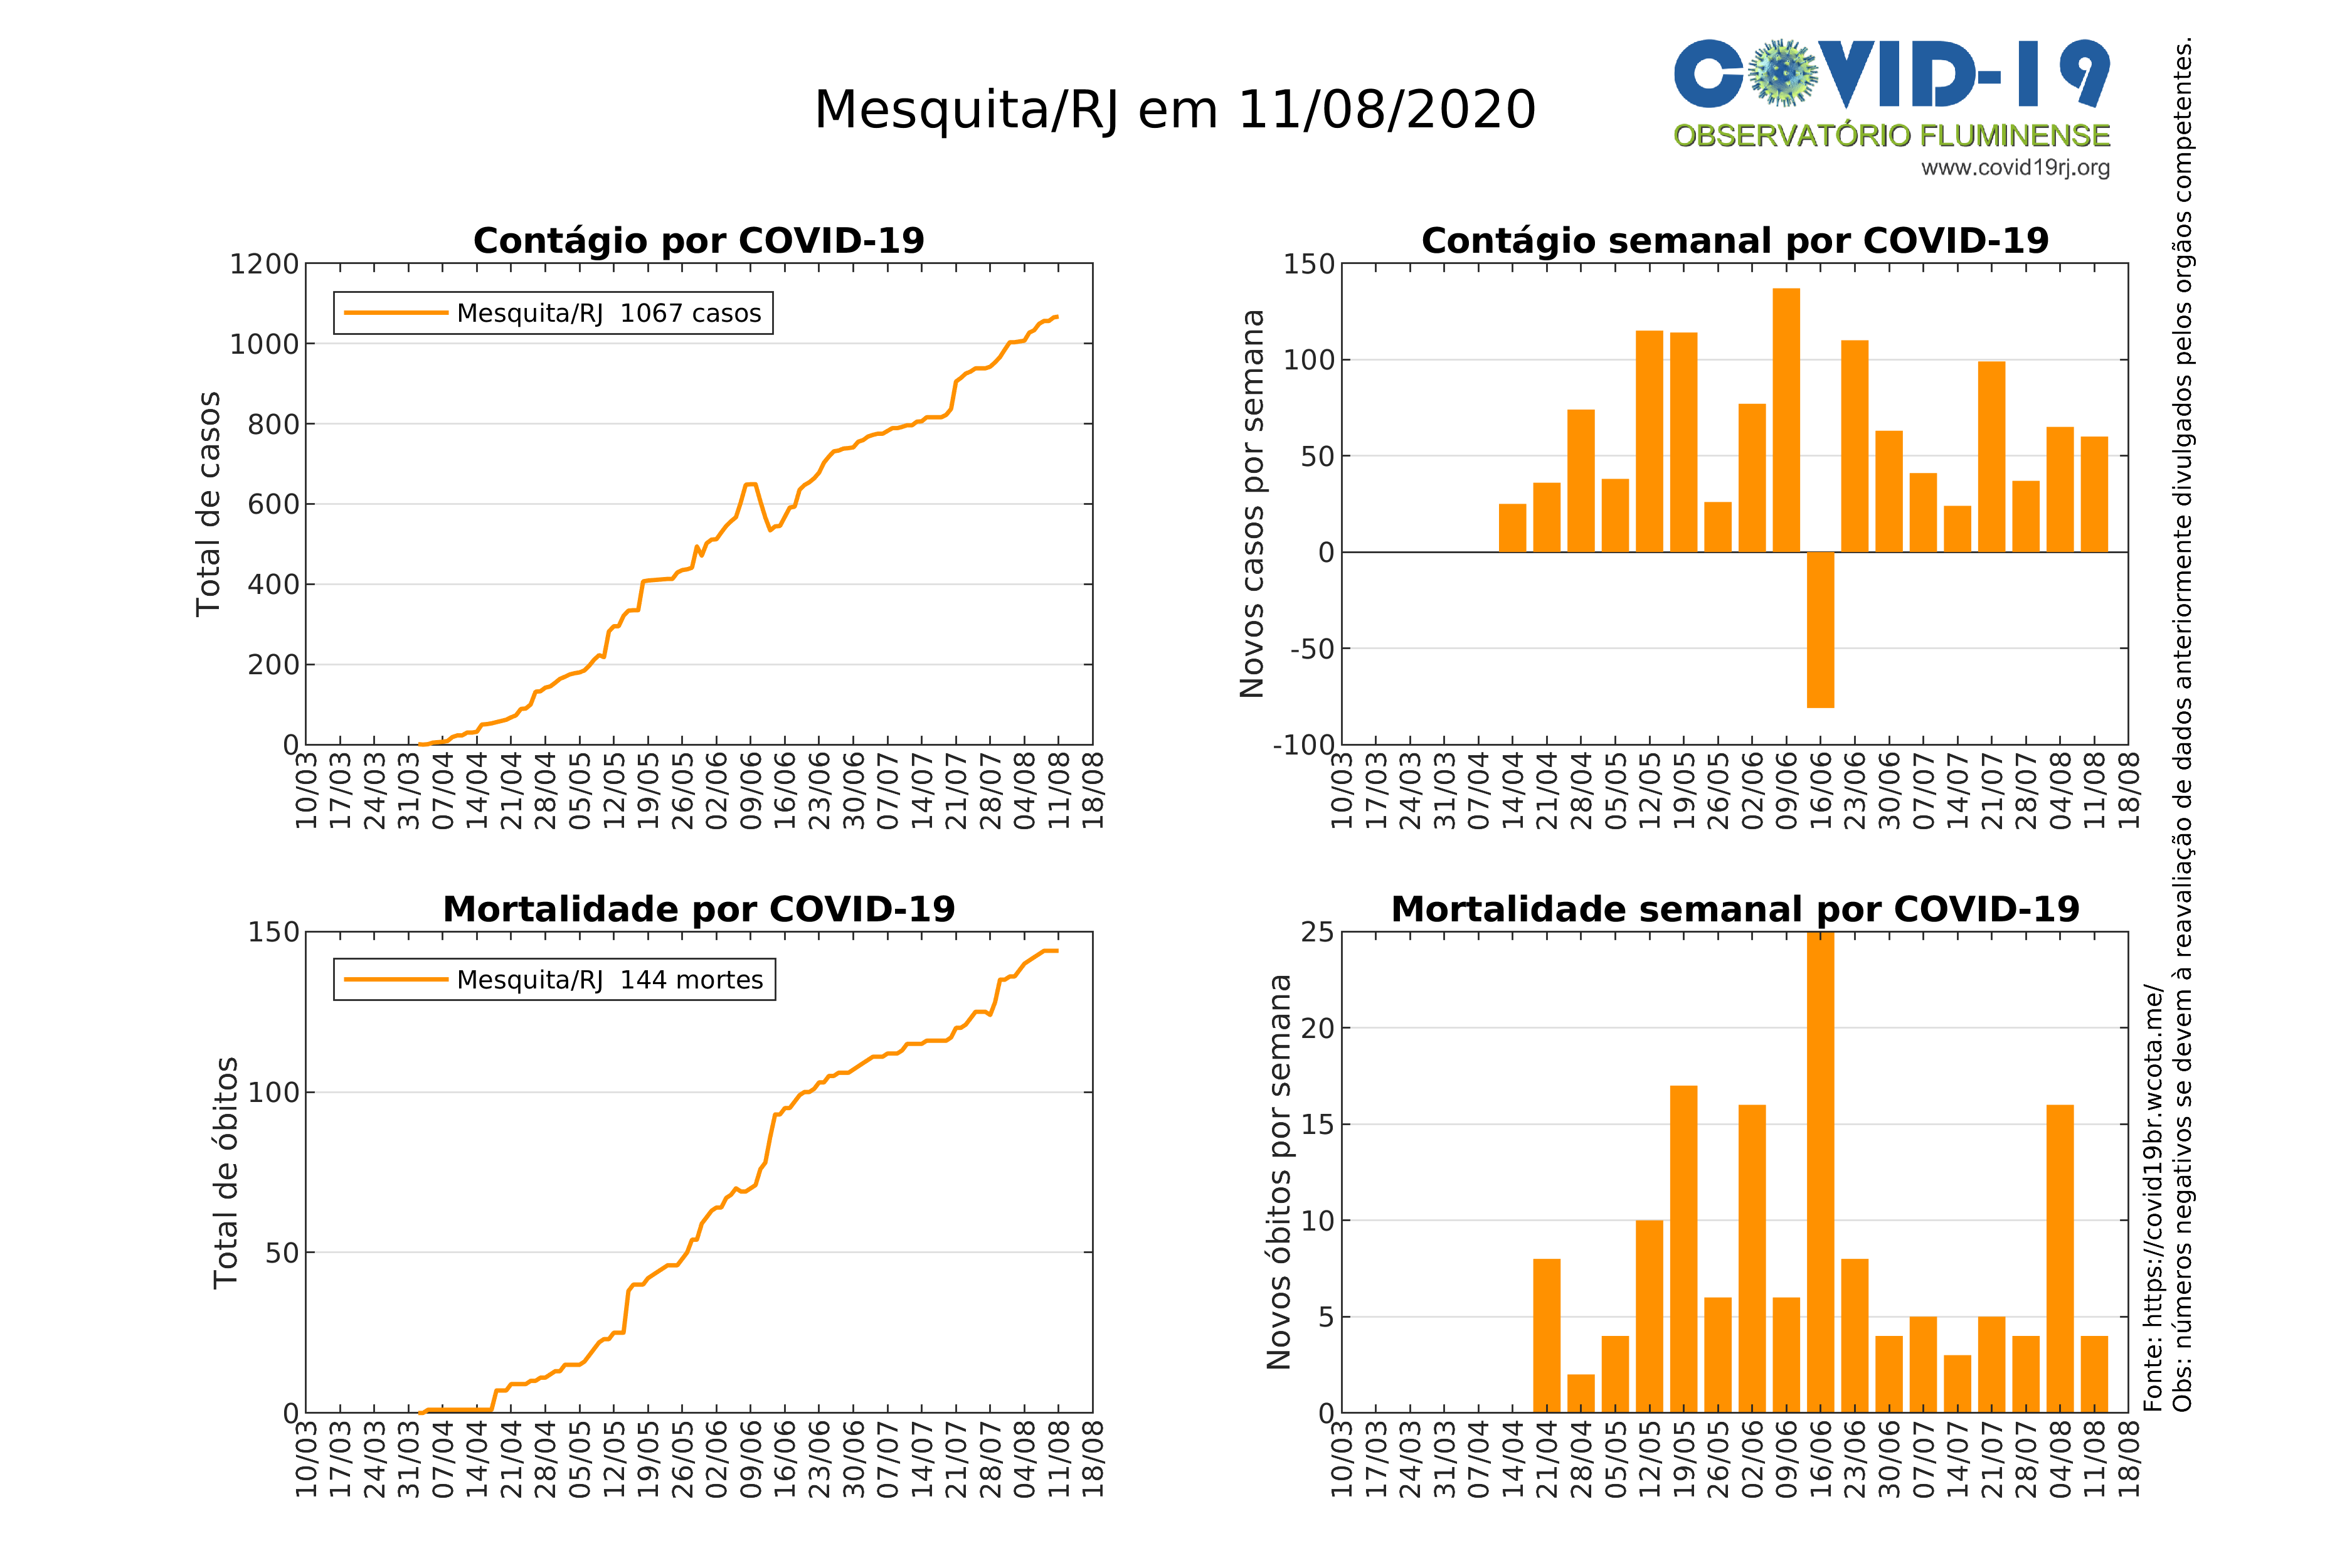 Mesquita/RJ em 11/08/2020
COVID-19
OBSERVATÓRIO FLUMINENSE
www.covid19rj.org
Contágio por COVID-19
Total de casos
1200
1000
800
600
400
200
0
Mesquita/RJ 1067 casos
10/03 17/03 24/03 31/03 07/04 14/04 21/04 28/04 05/05 12/05 19/05 26/05 02/06 09/06 16/06 23/06 30/06 07/07 14/07 21/07 28/07 04/08 11/08 18/08
Contágio semanal por COVID-19
Novos casos por semana
150
100
50
0
-50
-100
10/03 17/03 24/03 31/03 07/04 14/04 21/04 28/04 05/05 12/05 19/05 26/05 02/06 09/06 16/06 23/06 30/06 07/07 14/07 21/07 28/07 04/08 11/08 18/08
Mortalidade por COVID-19
Total de óbitos
150
100
50
0
Mesquita/RJ 144 mortes
10/03 17/03 24/03 31/03 07/04 14/04 21/04 28/04 05/05 12/05 19/05 26/05 02/06 09/06 16/06 23/06 30/06 07/07 14/07 21/07 28/07 04/08 11/08 18/08
Mortalidade semanal por COVID-19
Novos óbitos por semana
25
20
15
10
5
0
10/03 17/03 24/03 31/03 07/04 14/04 21/04 28/04 05/05 12/05 19/05 26/05 02/06 09/06 16/06 23/06 30/06 07/07 14/07 21/07 28/07 04/08 11/08 18/08
Fonte: https://covid19br.wcota.me/
Obs: números negativos se devem à reavaliação de dados anteriormente divulgados pelos orgãos competentes.